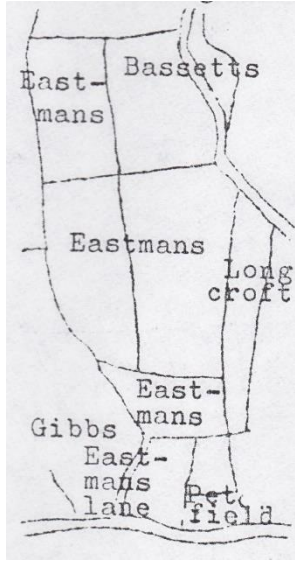 Bassetts
East-
mans
Eastmans
Long
croft
East-
mans
Gibbs
East-
mans
lane
Pet
field